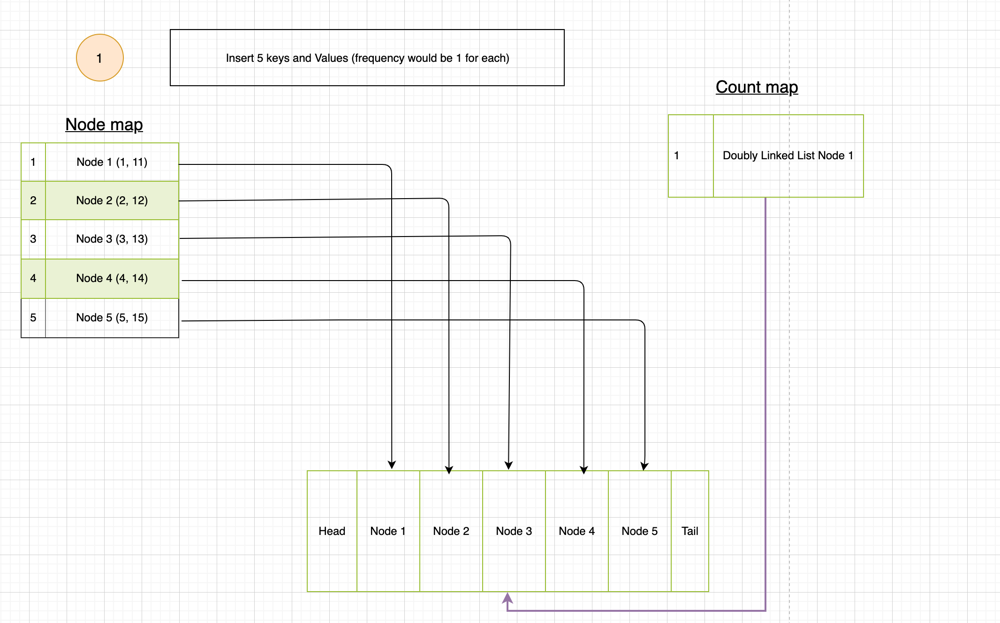 1
Insert 5 keys and Values (frequency would be 1 for each)
Count map
Node map
1 Doubly Linked List Node 1
1 Node 1 (1, 11)
2 Node 2 (2, 12)
3 Node 3 (3, 13)
4 Node 4 (4, 14)
5 Node 5 (5, 15)
Head Node 1 Node 2 Node 3 Node 4 Node 5 Tail